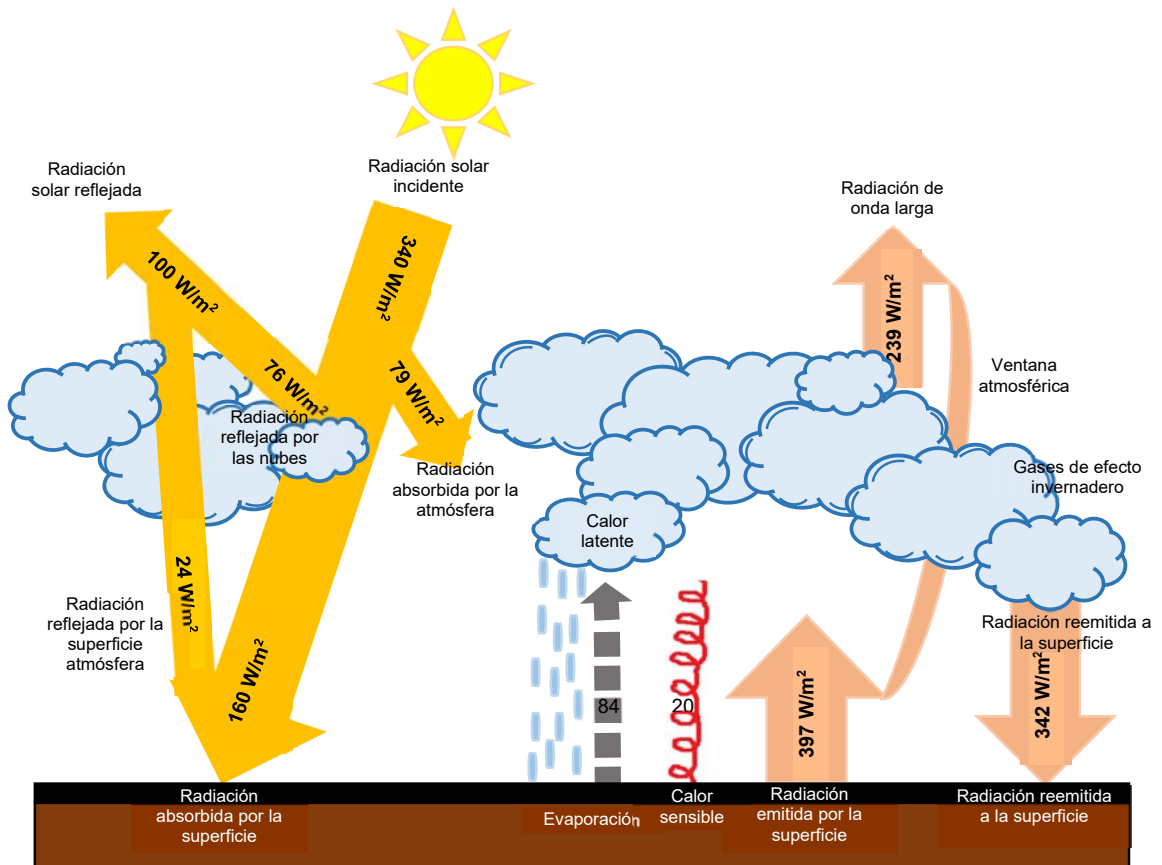 Radiación
solar reflejada
Radiación solar
incidente
Radiación de
onda larga
340 W/m²
100 W/m²
76 W/m²
79 W/m²
239 W/m²
Ventana
atmosférica
Radiación
reflejada por
las nubes
Radiación
absorbida por la
atmósfera
Gases de efecto
invernadero
Calor
latente
24 W/m²
Radiación
reflejada por la
superficie
atmósfera
160 W/m²
84
20
397 W/m²
Radiación reemitida a
la superficie
342 W/m²
Radiación
absorbida por la
superficie
Evaporación
Calor
sensible
Radiación
emitida por la
superficie
Radiación reemitida
a la superficie